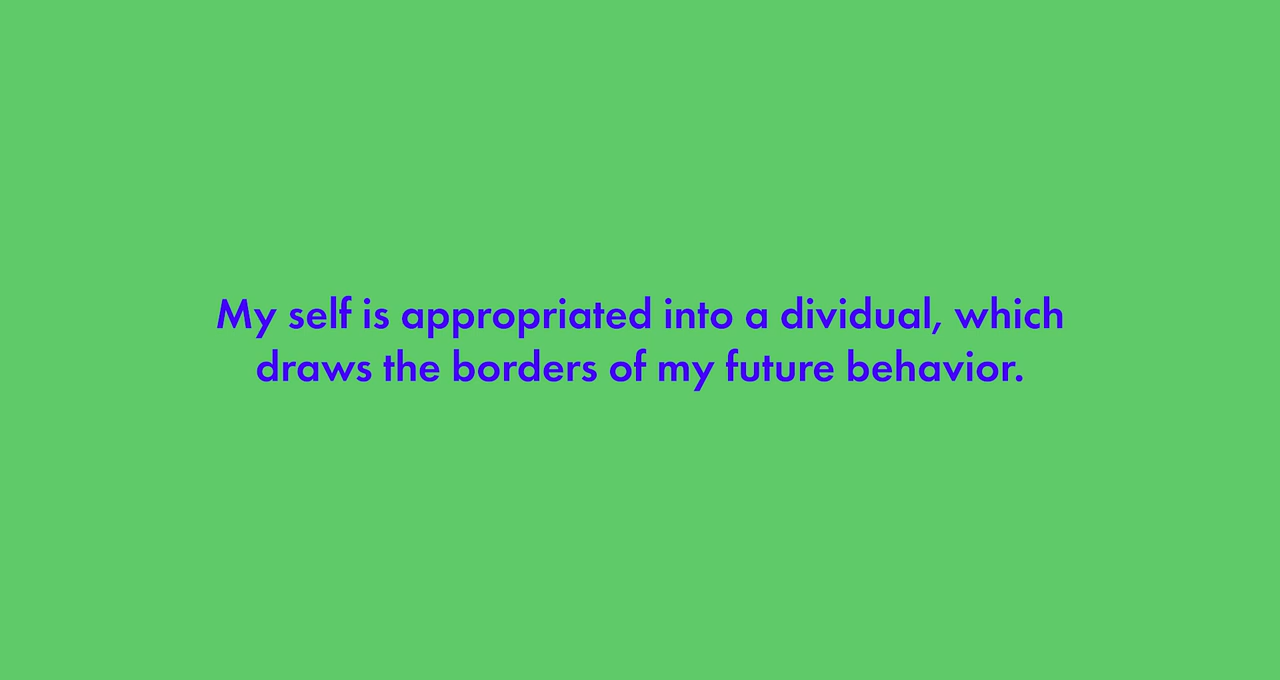 My self is appropriated into a dividual, which
draws the borders of my future behavior.